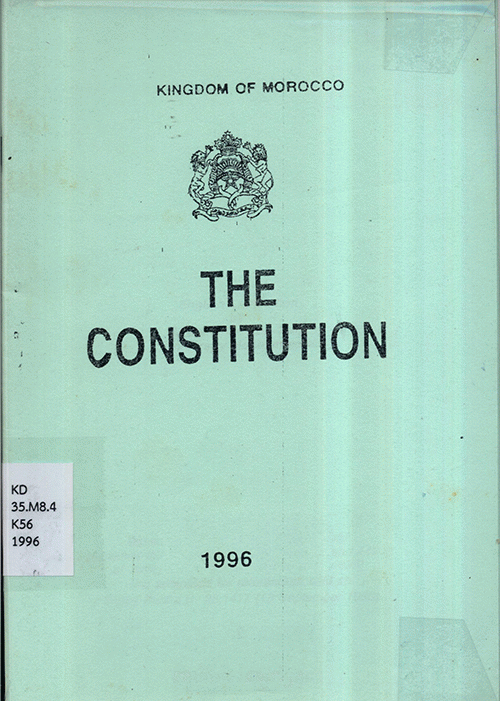 KINGDOM OF MOROCCO
THE
CONSTITUTION
KD
35.M8.4
K56
1996
1996